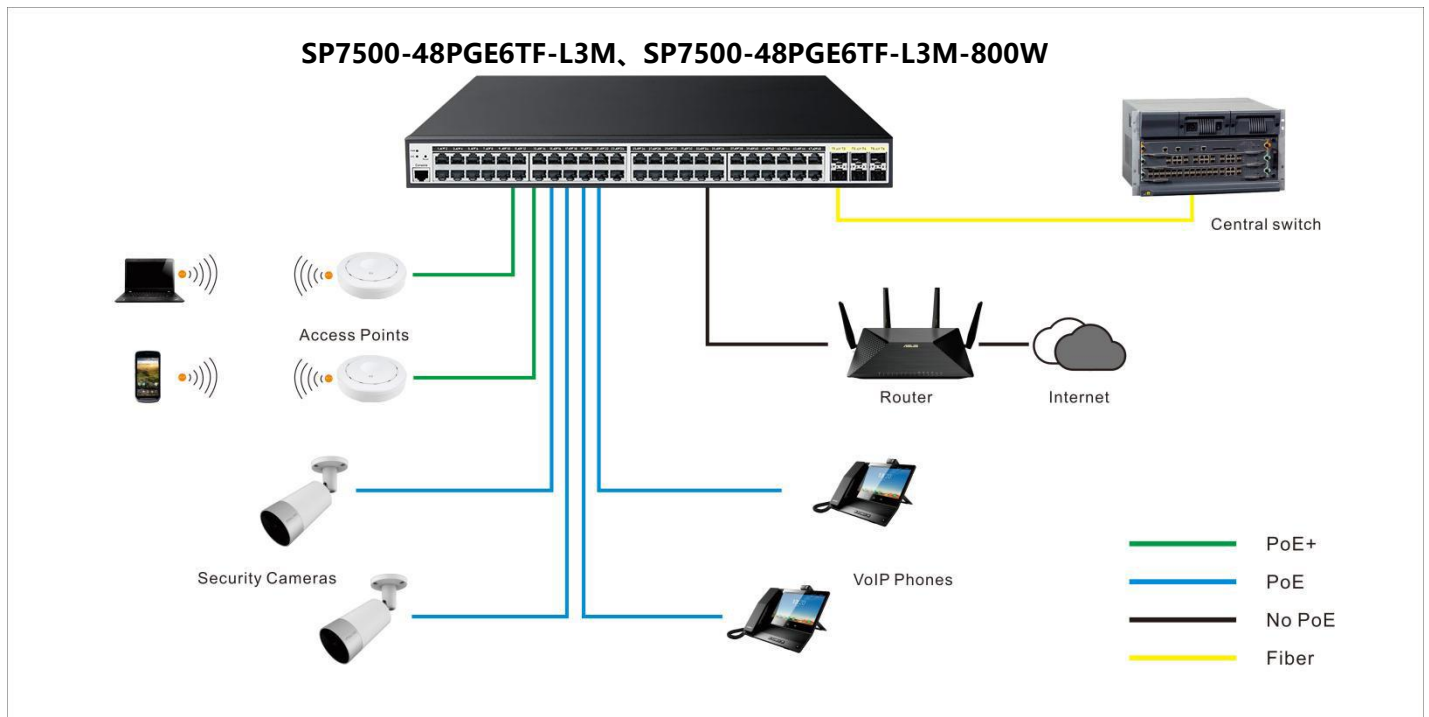 SP7500-48PGE6TF-L3M、SP7500-48PGE6TF-L3M-800W
Console
Central switch
Access Points
Router
Internet
Security Cameras
VoIP Phones
PoE+
PoE
No PoE
Fiber